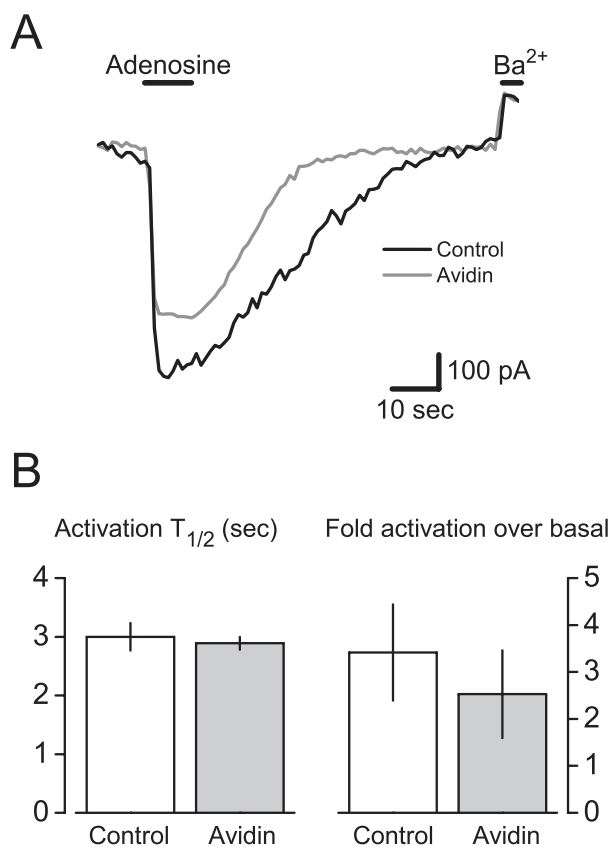 A
Adenosine
Ba²⁺
Control
Avidin
100 pA
10 sec
B
Activation T₁/₂ (sec)
Fold activation over basal
4
3
2
1
0
5
4
3
2
1
0
Control
Avidin
Control
Avidin